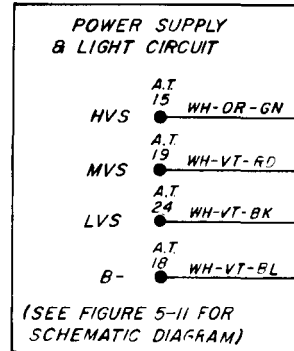 POWER SUPPLY
& LIGHT CIRCUIT
A.T.
15
HVS WH-OR-GN
A.T.
19
MVS WH-VT-RD
A.T.
24
LVS WH-VT-BK
A.T.
18
B- WH-VT-BL
(SEE FIGURE 5-11 FOR
SCHEMATIC DIAGRAM)